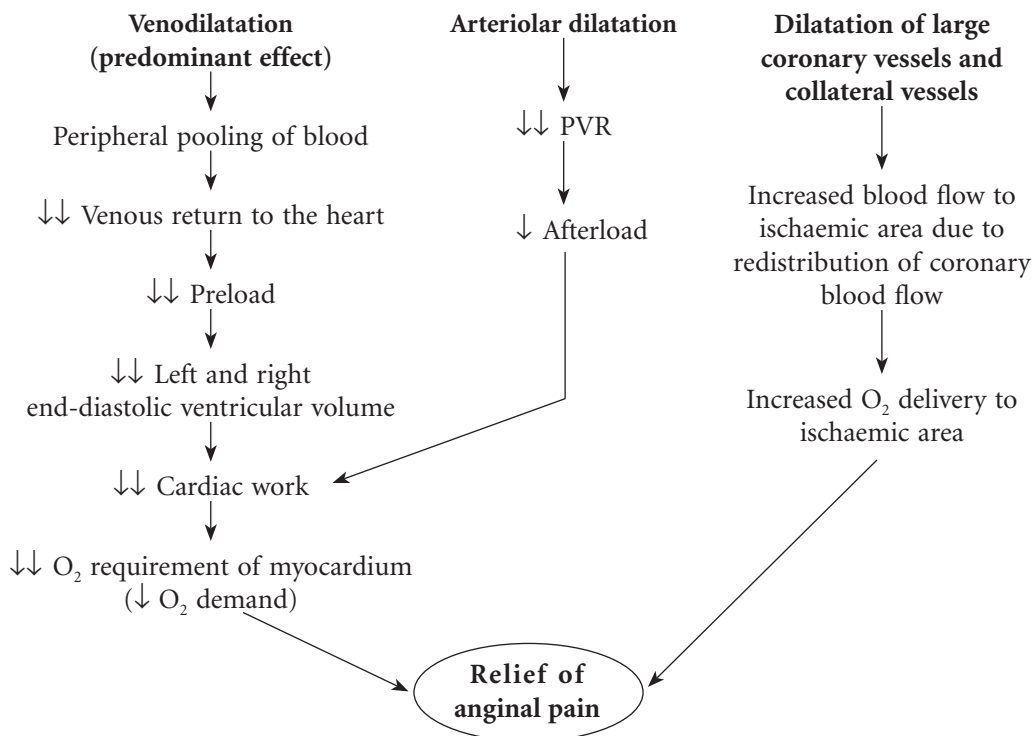 Venodilatation
(predominant effect)
Peripheral pooling of blood
↓↓ Venous return to the heart
↓↓ Preload
↓↓ Left and right
end-diastolic ventricular volume
↓↓ Cardiac work
↓↓ O₂ requirement of myocardium
(↓ O₂ demand)
Arteriolar dilatation
↓↓ PVR
↓ Afterload
Dilatation of large
coronary vessels and
collateral vessels
Increased blood flow to
ischaemic area due to
redistribution of coronary
blood flow
Increased O₂ delivery to
ischaemic area
Relief of
anginal pain